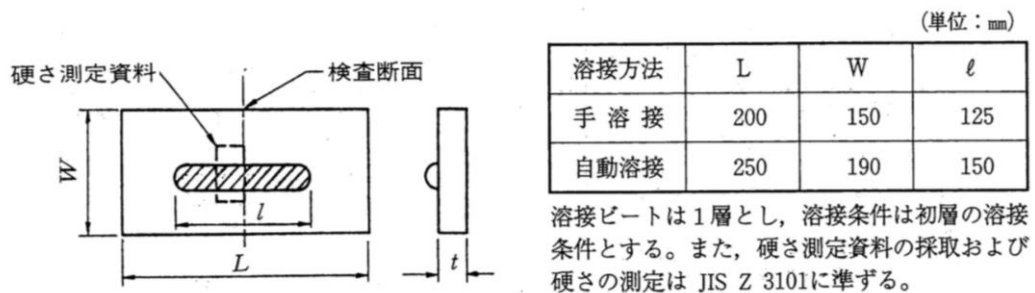 (単位:㎜)
硬さ測定資料
検査断面
W
l
L
t
溶接方法 L W ℓ
手溶接 200 150 125
自動溶接 250 190 150
溶接ビートは1層とし，溶接条件は初層の溶接
条件とする。また，硬さ測定資料の採取および
硬さの測定は JIS Z 3101に準ずる。